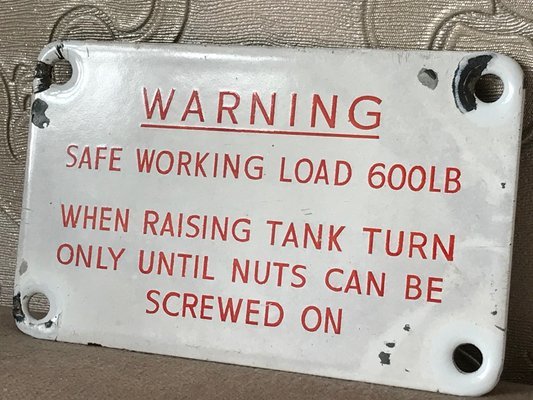 WARNING
SAFE WORKING LOAD 600LB
WHEN RAISING TANK TURN
ONLY UNTIL NUTS CAN BE
SCREWED ON